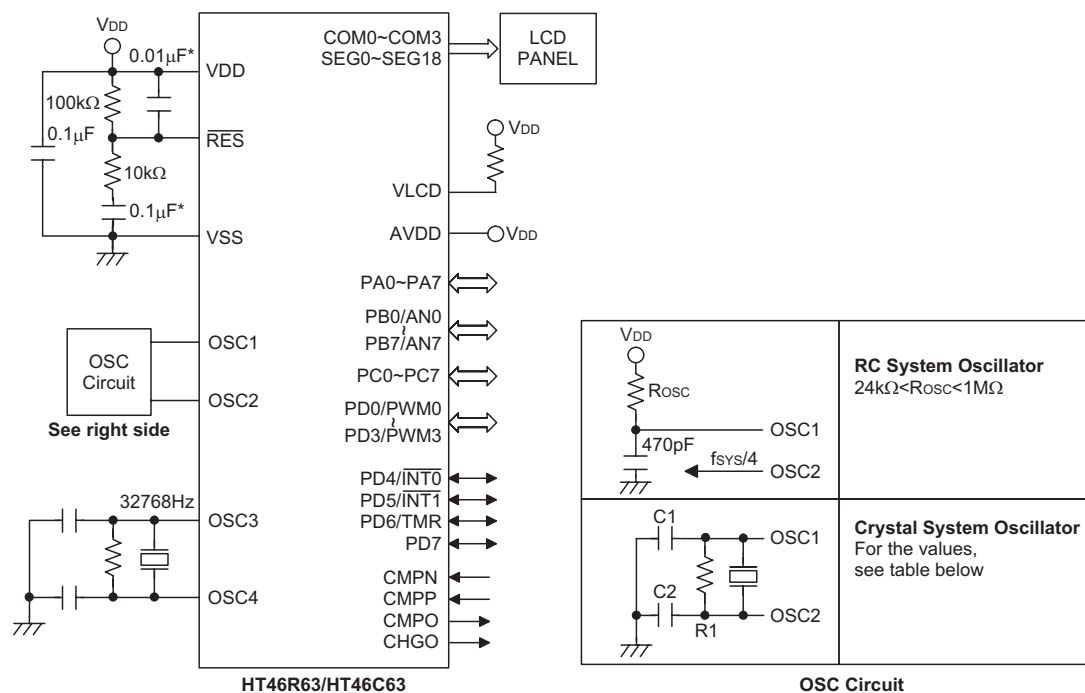 VDD
0.01µF*
VDD
100kΩ
0.1µF
RES
10kΩ
0.1µF*
VSS
OSC
Circuit
See right side
OSC1
OSC2
32768Hz
OSC3
OSC4
COM0~COM3
SEG0~SEG18
LCD
PANEL
VDD
VLCD
AVDD
VDD
PA0~PA7
PB0/AN0
~
PB7/AN7
PC0~PC7
PD0/PWM0
~
PD3/PWM3
PD4/INT0
PD5/INT1
PD6/TMR
PD7
CMPN
CMPP
CMPO
CHGO
HT46R63/HT46C63
VDD
ROSC
470pF
OSC1
fSYS/4
OSC2
RC System Oscillator
24kΩ<ROSC<1MΩ
C1
OSC1
C2
R1
OSC2
Crystal System Oscillator
For the values,
see table below
OSC Circuit